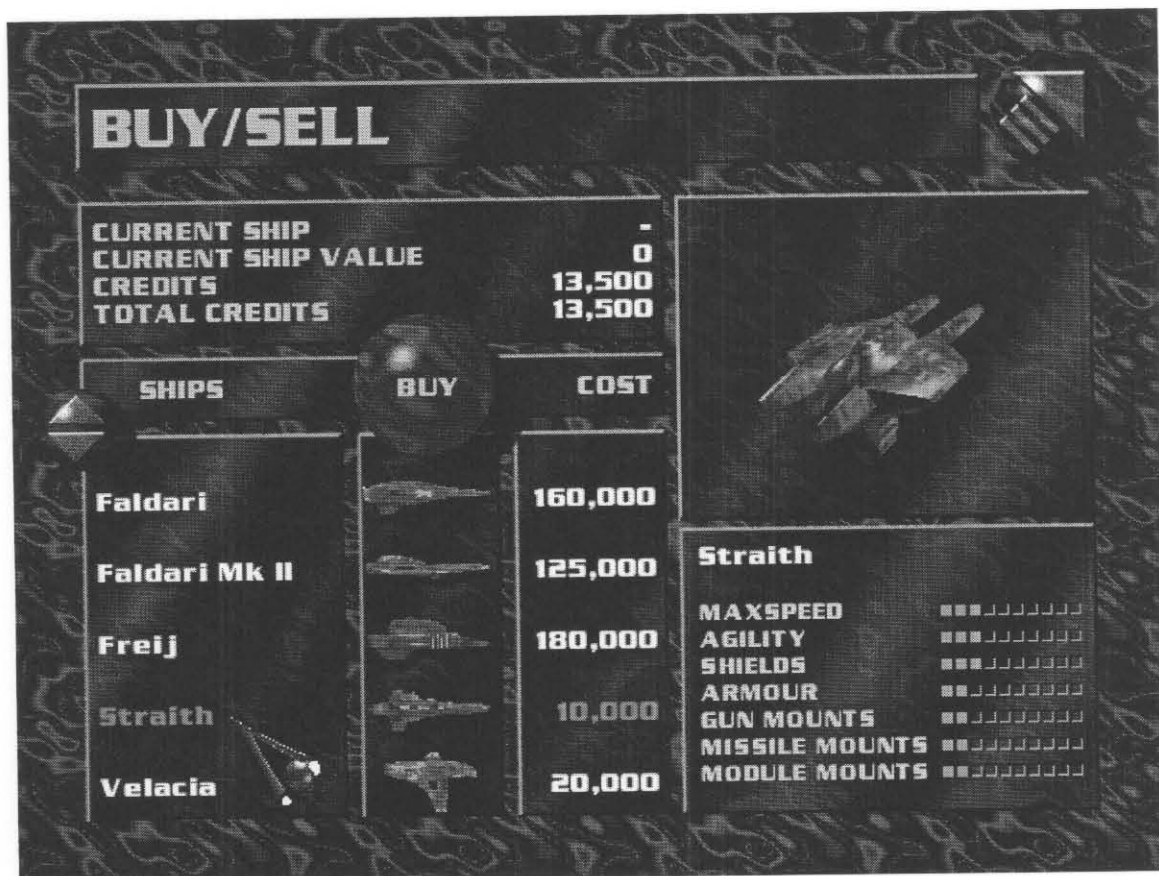 BUY/SELL
CURRENT SHIP -
CURRENT SHIP VALUE 0
CREDITS 13,500
TOTAL CREDITS 13,500
SHIPS BUY COST
Faldari 160,000
Faldari Mk II 125,000
Freij 180,000
Straith 10,000
Velacia 20,000
Straith
MAXSPEED
AGILITY
SHIELDS
ARMOUR
GUN MOUNTS
MISSILE MOUNTS
MODULE MOUNTS